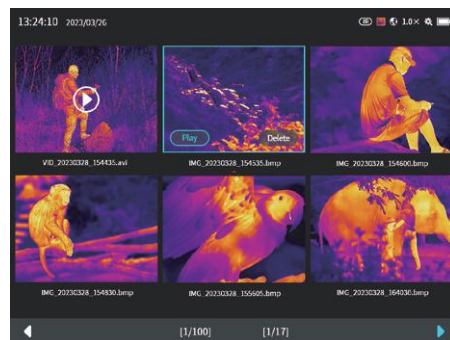 13:24:10 2023/03/26 1.0×
Play Delete
VID_20230328_154435.avi IMG_20230328_154535.bmp IMG_20230328_154600.bmp
IMG_20230328_154830.bmp IMG_20230328_155605.bmp IMG_20230328_164030.bmp
[1/100] [1/17]